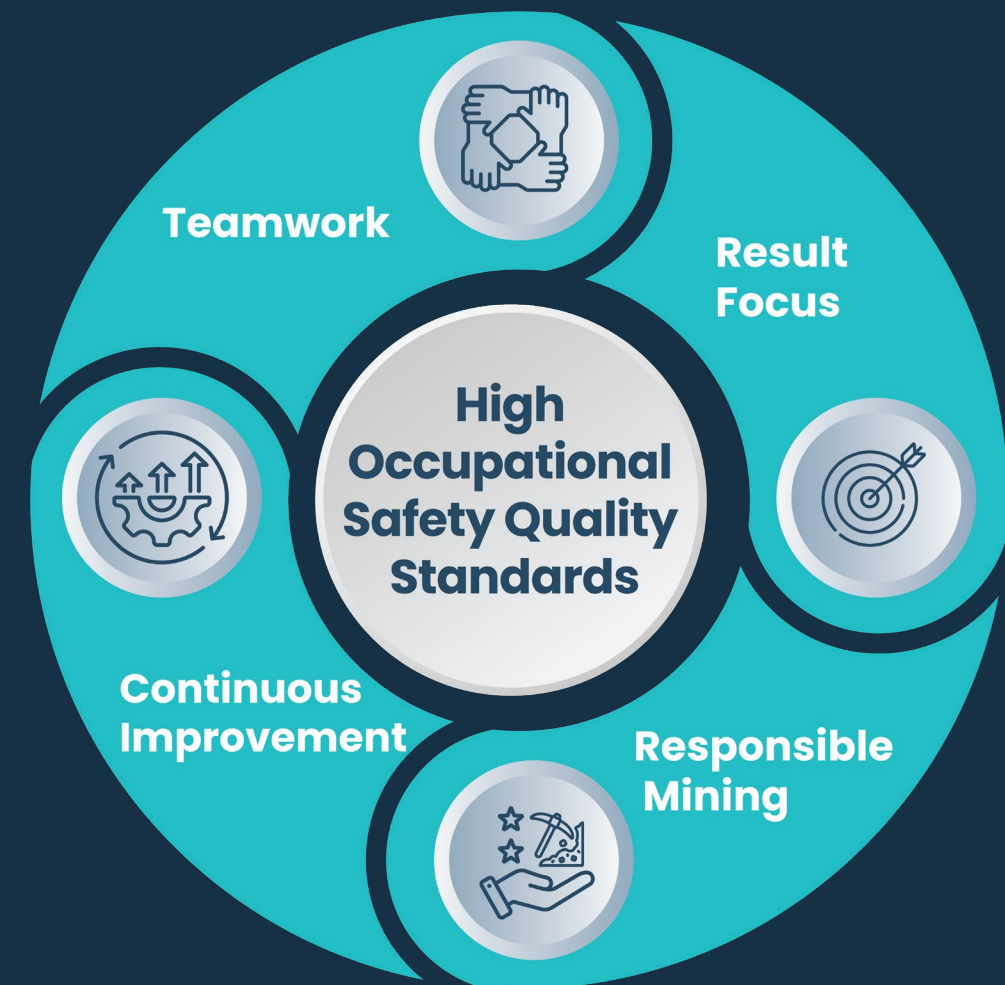 Teamwork
Result
Focus
High
Occupational
Safety Quality
Standards
Continuous
Improvement
Responsible
Mining